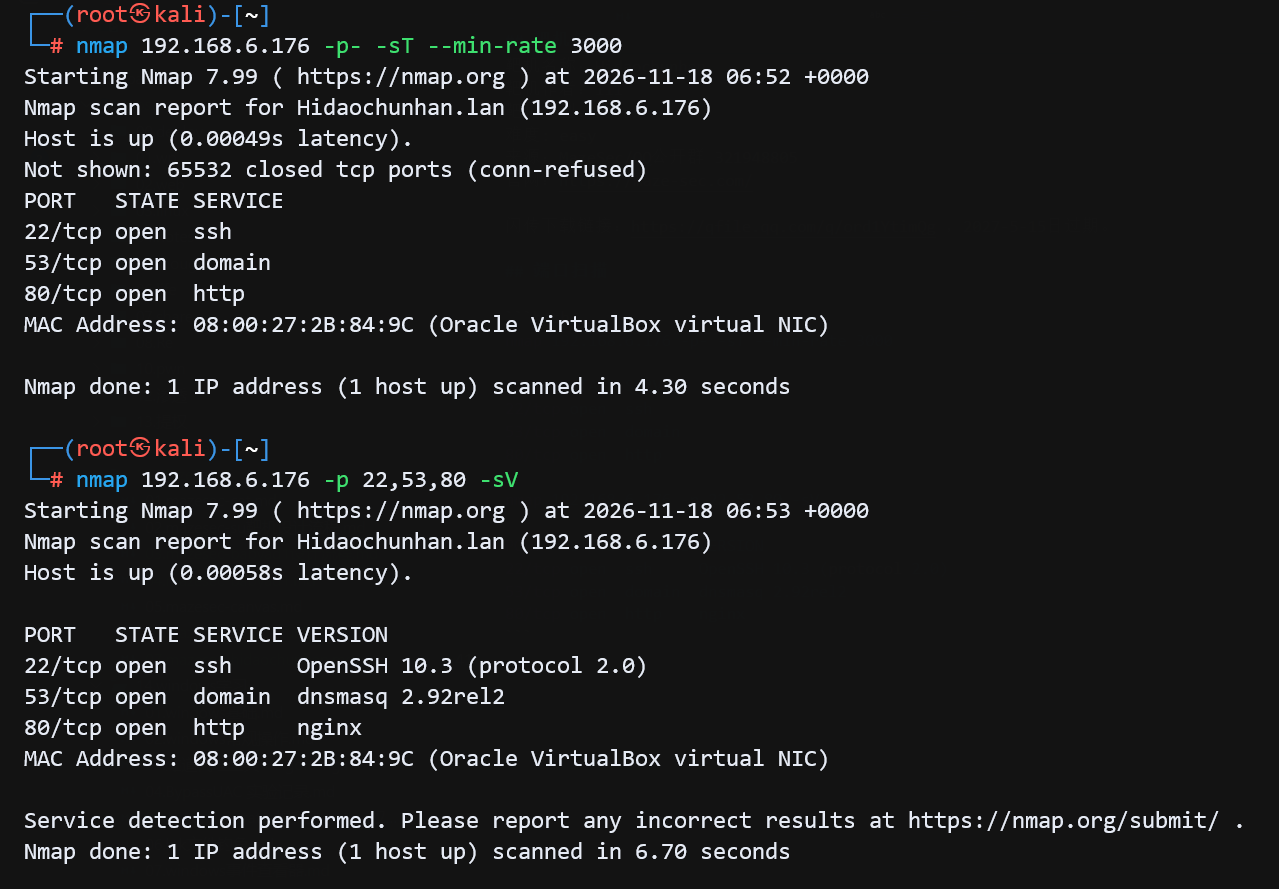 ┌──(root㉿kali)-[~]
└─# nmap 192.168.6.176 -p- -sT --min-rate 3000
Starting Nmap 7.99 ( https://nmap.org ) at 2026-11-18 06:52 +0000
Nmap scan report for Hidaochunhan.lan (192.168.6.176)
Host is up (0.00049s latency).
Not shown: 65532 closed tcp ports (conn-refused)
PORT   STATE SERVICE
22/tcp open  ssh
53/tcp open  domain
80/tcp open  http
MAC Address: 08:00:27:2B:84:9C (Oracle VirtualBox virtual NIC)

Nmap done: 1 IP address (1 host up) scanned in 4.30 seconds

┌──(root㉿kali)-[~]
└─# nmap 192.168.6.176 -p 22,53,80 -sV
Starting Nmap 7.99 ( https://nmap.org ) at 2026-11-18 06:53 +0000
Nmap scan report for Hidaochunhan.lan (192.168.6.176)
Host is up (0.00058s latency).

PORT   STATE SERVICE VERSION
22/tcp open  ssh     OpenSSH 10.3 (protocol 2.0)
53/tcp open  domain  dnsmasq 2.92rel2
80/tcp open  http    nginx
MAC Address: 08:00:27:2B:84:9C (Oracle VirtualBox virtual NIC)

Service detection performed. Please report any incorrect results at https://nmap.org/submit/ .
Nmap done: 1 IP address (1 host up) scanned in 6.70 seconds